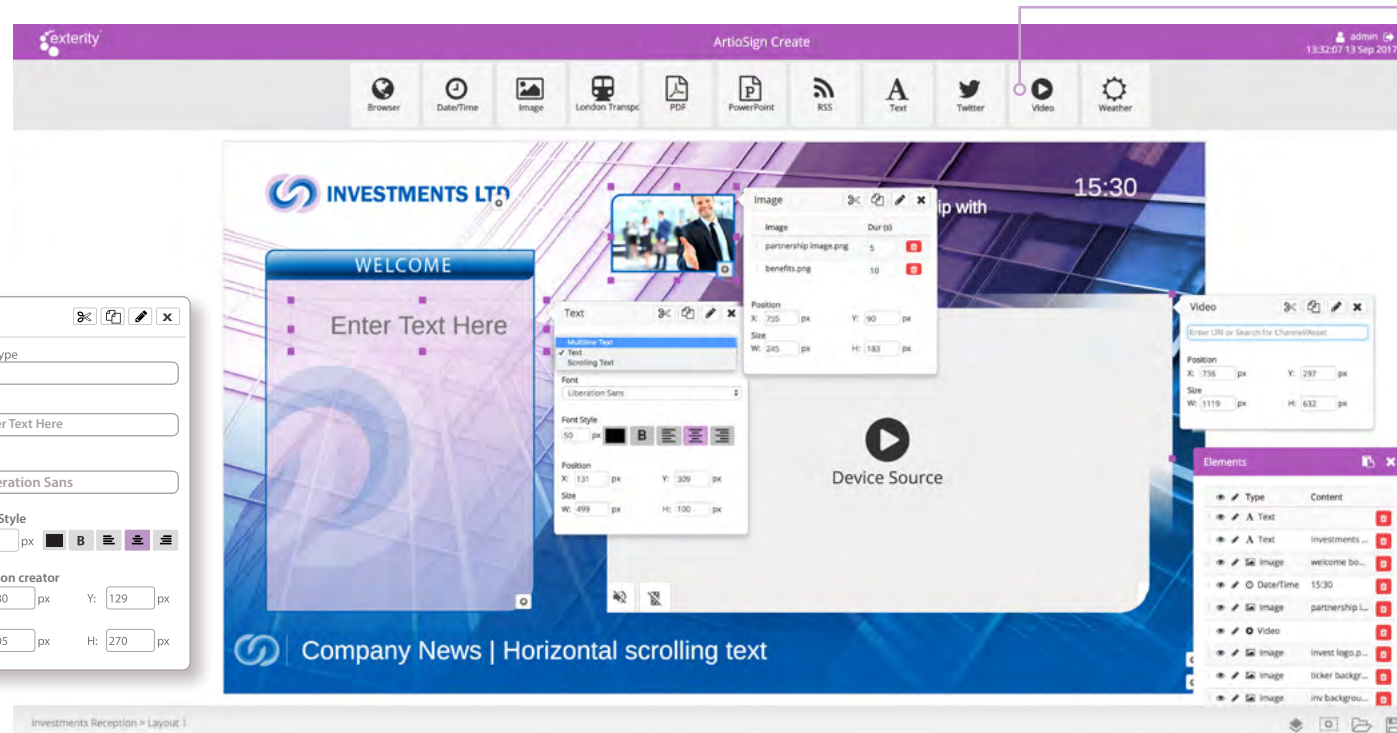 exterity
ArtioSign Create
admin
13:32:07 13 Sep 2017
Browser
Date/Time
Image
London Transpc
PDF
PowerPoint
RSS
Text
Twitter
Video
Weather
INVESTMENTS LTD
15:30
ip with
WELCOME
Enter Text Here
Image
Image Dur (s)
partnership image.png 5
benefits.png 10
Position
X: 755 px Y: 90 px
Size
W: 245 px H: 183 px
Text
Multiline Text
✓ Text
Scrolling Text
Font
Liberation Sans
Font Style
50 px B
Position
X: 131 px Y: 309 px
Size
W: 499 px H: 100 px
Video
Enter URI or Search for Channel/Asset
Position
X: 736 px Y: 297 px
Size
W: 1119 px H: 632 px
Device Source
ype
er Text Here
eration Sans
Style
px B
on creator
80 px Y: 129 px
05 px H: 270 px
Elements
Type Content
A Text
A Text Investments ...
Image welcome bo...
Date/Time 15:30
Image partnership i...
Video
Image invest logo.p...
Image ticker backgr...
Image inv backgrou...
Company News | Horizontal scrolling text
Investments Reception > Layout 1